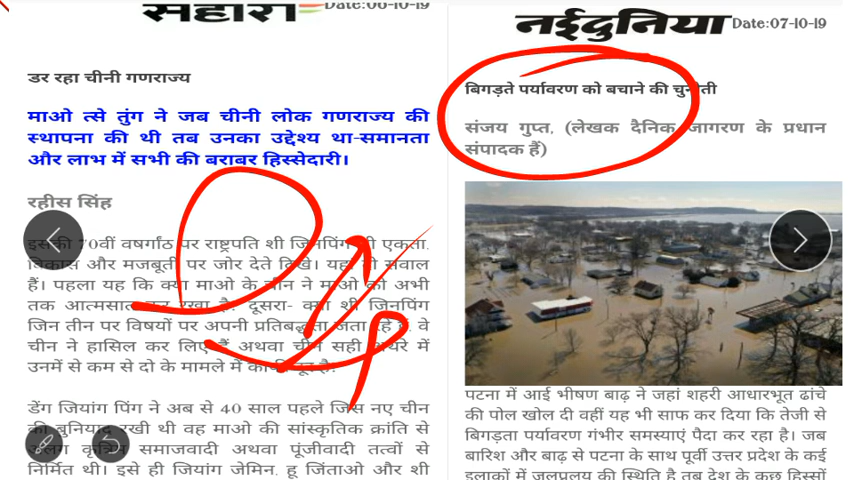 सहारा
Date:06-10-19
डर रहा चीनी गणराज्य
माओ त्से तुंग ने जब चीनी लोक गणराज्य की
स्थापना की थी तब उनका उद्देश्य था-समानता
और लाभ में सभी की बराबर हिस्सेदारी।
रहीस सिंह
इसकी 70वीं वर्षगांठ पर राष्ट्रपति शी जिनपिंग की एकता,
विकास और मजबूती पर जोर देते दिखे। यहां दो सवाल
हैं। पहला यह कि क्या माओ के चीन ने माओ को अभी
तक आत्मसात कर रखा है? दूसरा- क्या शी जिनपिंग
जिन तीन पर विषयों पर अपनी प्रतिबद्धता जता रहे हैं, वे
चीन ने हासिल कर लिए हैं अथवा चीन सही अर्थों में
उनमें से कम से दो के मामले में काफी दूर है?
डेंग जियांग पिंग ने अब से 40 साल पहले जिस नए चीन
की बुनियाद रखी थी वह माओ की सांस्कृतिक क्रांति से
अलग कृत्रिम समाजवादी अथवा पूंजीवादी तत्वों से
निर्मित थी। इसे ही जियांग जेमिन, हू जिंताओ और शी
नईदुनिया
Date:07-10-19
बिगड़ते पर्यावरण को बचाने की चुनौती
संजय गुप्त, (लेखक दैनिक जागरण के प्रधान
संपादक हैं)
पटना में आई भीषण बाढ़ ने जहां शहरी आधारभूत ढांचे
की पोल खोल दी वहीं यह भी साफ कर दिया कि तेजी से
बिगड़ता पर्यावरण गंभीर समस्याएं पैदा कर रहा है। जब
बारिश और बाढ़ से पटना के साथ पूर्वी उत्तर प्रदेश के कई
इलाकों में जलप्रलय की स्थिति है तब देश के कुछ हिस्सों